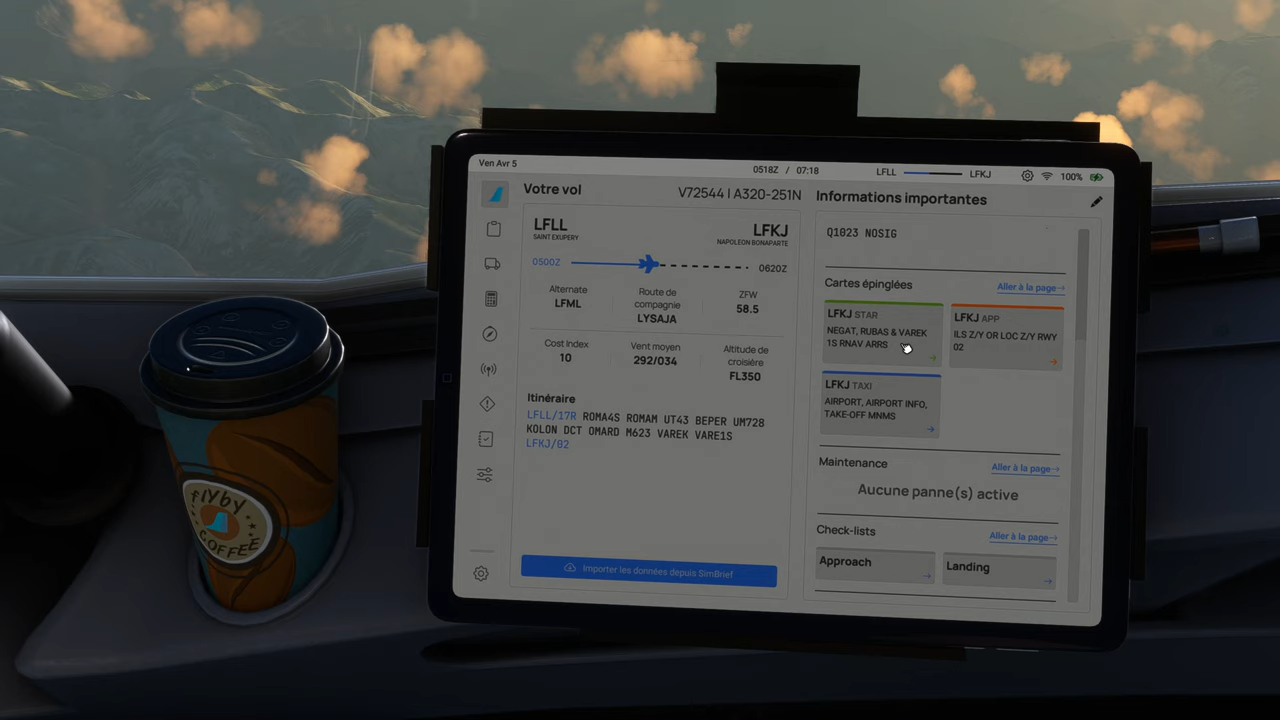 Ven Avr 5
0518Z / 07:18
LFLL
LFKJ
100%
Votre vol
V72544 | A320-251N
LFLL
SAINT EXUPERY
LFKJ
NAPOLEON BONAPARTE
0500Z
0620Z
Alternate
LFML
Route de
compagnie
LYSAJA
ZFW
58.5
Cost Index
10
Vent moyen
292/034
Altitude de
croisière
FL350
Itinéraire
LFLL/17R ROMA4S ROMAM UT43 BEPER UM728
KOLON DCT OMARD M623 VAREK VARE1S
LFKJ/02
Importer les données depuis SimBrief
Informations importantes
Q1023 NOSIG
Cartes épinglées
Aller à la page
LFKJ STAR
NEGAT, RUBAS & VAREK
1S RNAV ARRS
LFKJ APP
ILS Z/Y OR LOC Z/Y RWY
02
LFKJ TAXI
AIRPORT, AIRPORT INFO,
TAKE-OFF MNMS
Maintenance
Aller à la page
Aucune panne(s) active
Check-lists
Aller à la page
Approach
Landing
flyby
COFFEE